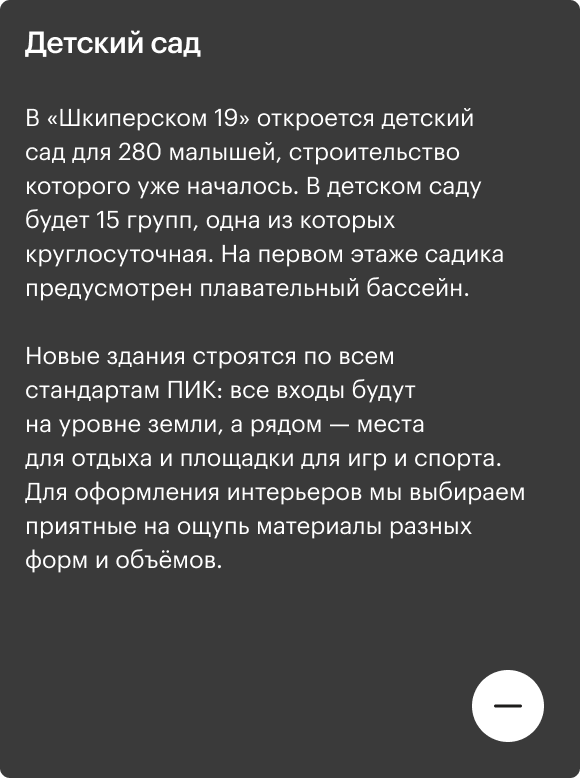 Детский сад
В «Шкиперском 19» откроется детский
сад для 280 малышей, строительство
которого уже началось. В детском саду
будет 15 групп, одна из которых
круглосуточная. На первом этаже садика
предусмотрен плавательный бассейн.
Новые здания строятся по всем
стандартам ПИК: все входы будут
на уровне земли, а рядом — места
для отдыха и площадки для игр и спорта.
Для оформления интерьеров мы выбираем
приятные на ощупь материалы разных
форм и объёмов.